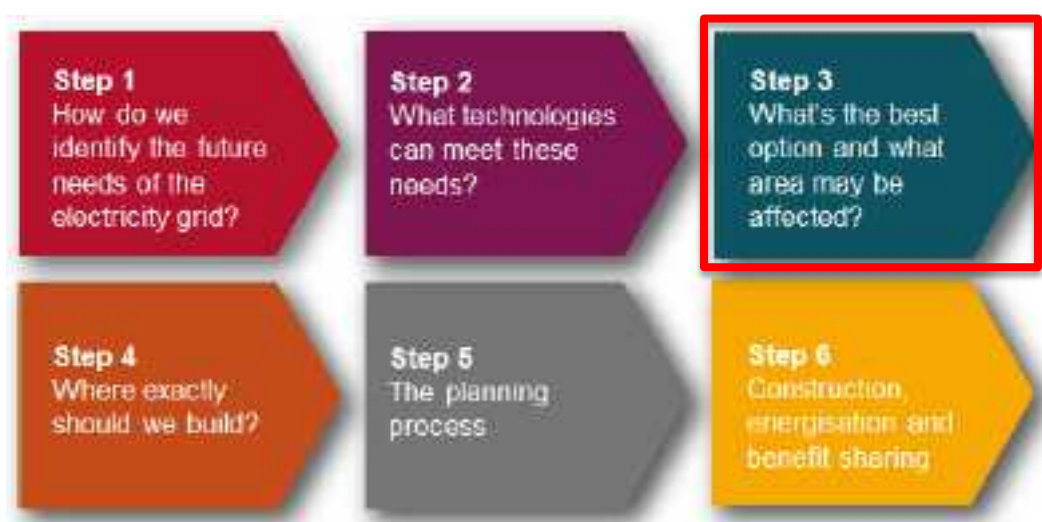 Step 1
How do we
identify the future
needs of the
electricity grid?
Step 2
What technologies
can meet these
needs?
Step 3
What's the best
option and what
area may be
affected?
Step 4
Where exactly
should we build?
Step 5
The planning
process
Step 6
Construction,
energisation and
benefit sharing